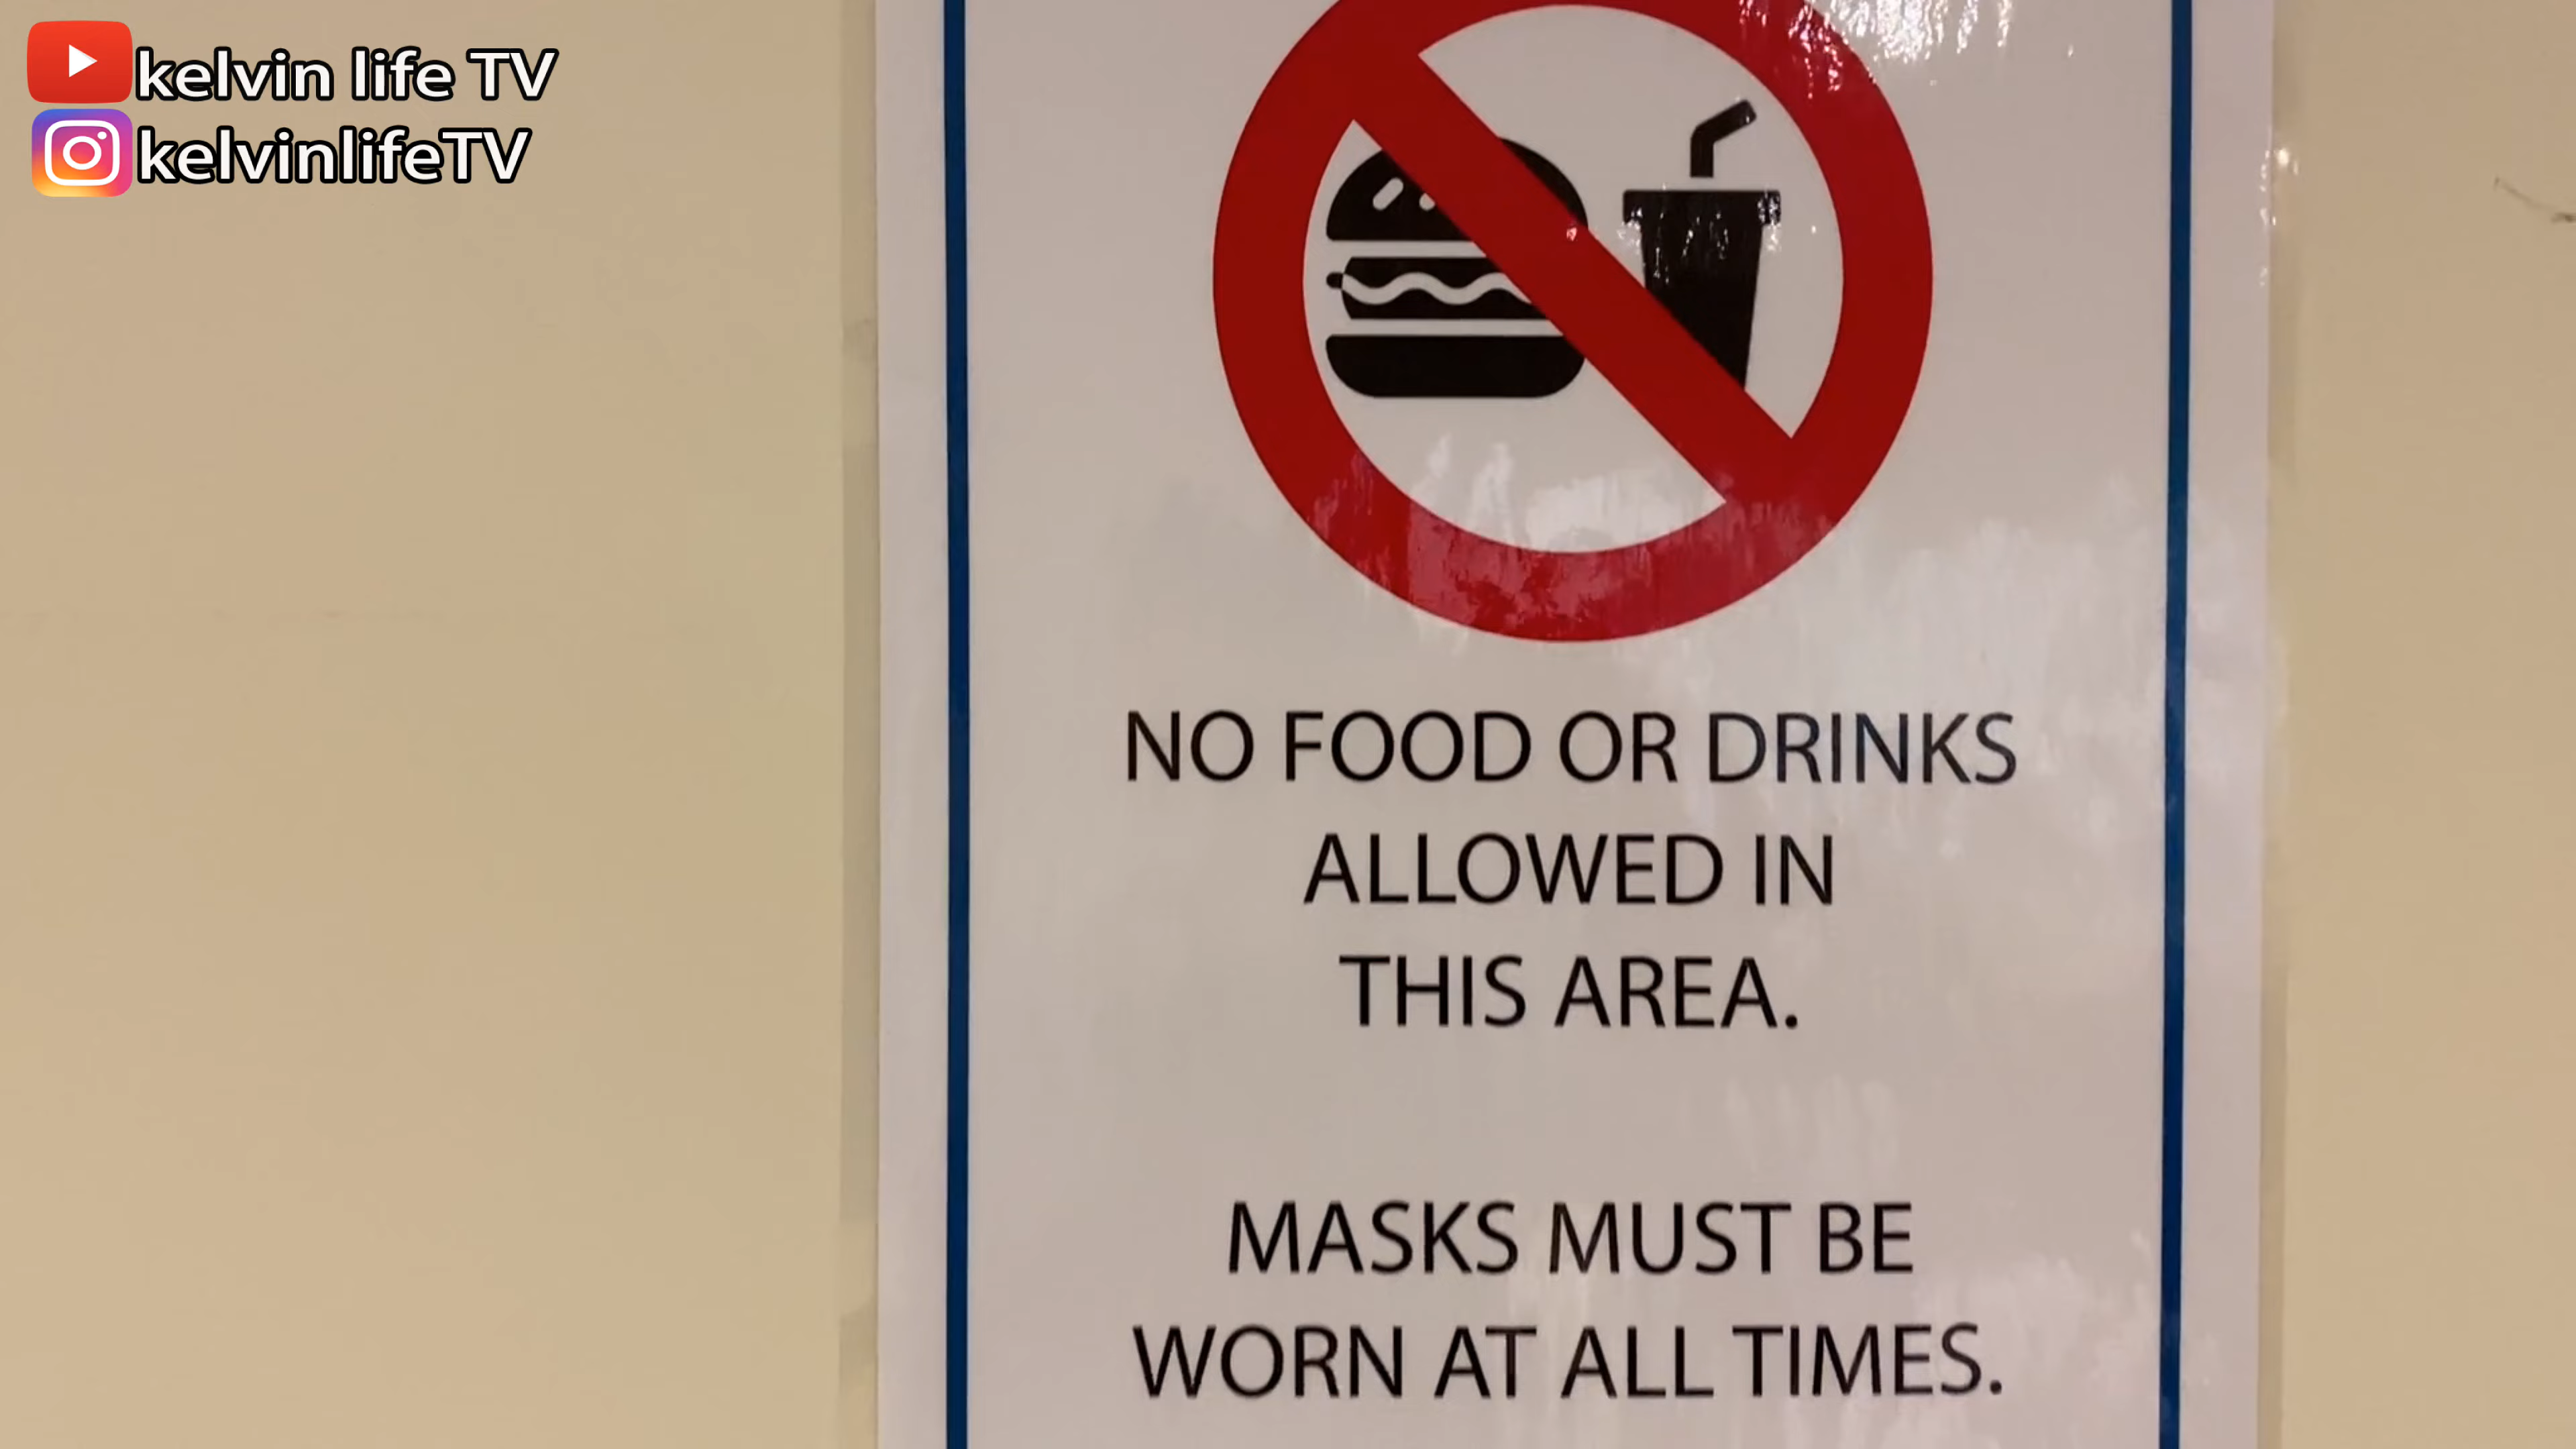 kelvin life TV
kelvinlifeTV
NO FOOD OR DRINKS
ALLOWED IN
THIS AREA.
MASKS MUST BE
WORN AT ALL TIMES.